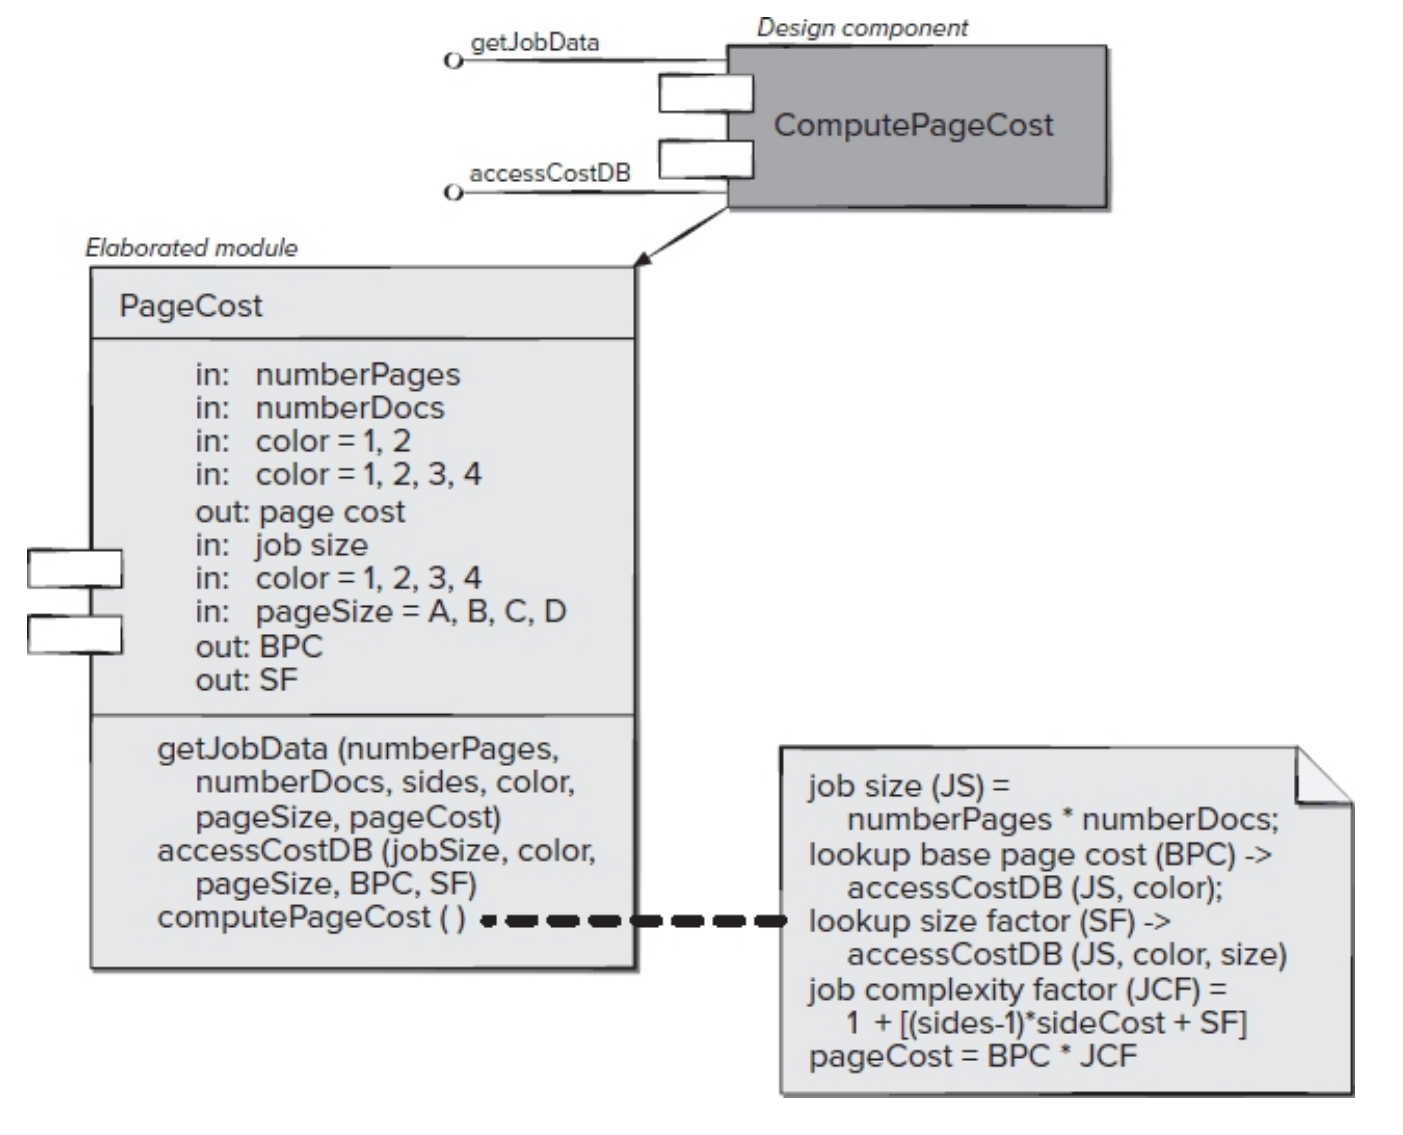 Design component
getJobData
ComputePageCost
accessCostDB
Elaborated module
PageCost
in: numberPages
in: numberDocs
in: color = 1, 2
in: color = 1, 2, 3, 4
out: page cost
in: job size
in: color = 1, 2, 3, 4
in: pageSize = A, B, C, D
out: BPC
out: SF
getJobData (numberPages,
numberDocs, sides, color,
pageSize, pageCost)
accessCostDB (jobSize, color,
pageSize, BPC, SF)
computePageCost ( )
job size (JS) =
numberPages * numberDocs;
lookup base page cost (BPC) ->
accessCostDB (JS, color);
lookup size factor (SF) ->
accessCostDB (JS, color, size)
job complexity factor (JCF) =
1 + [(sides-1)*sideCost + SF]
pageCost = BPC * JCF